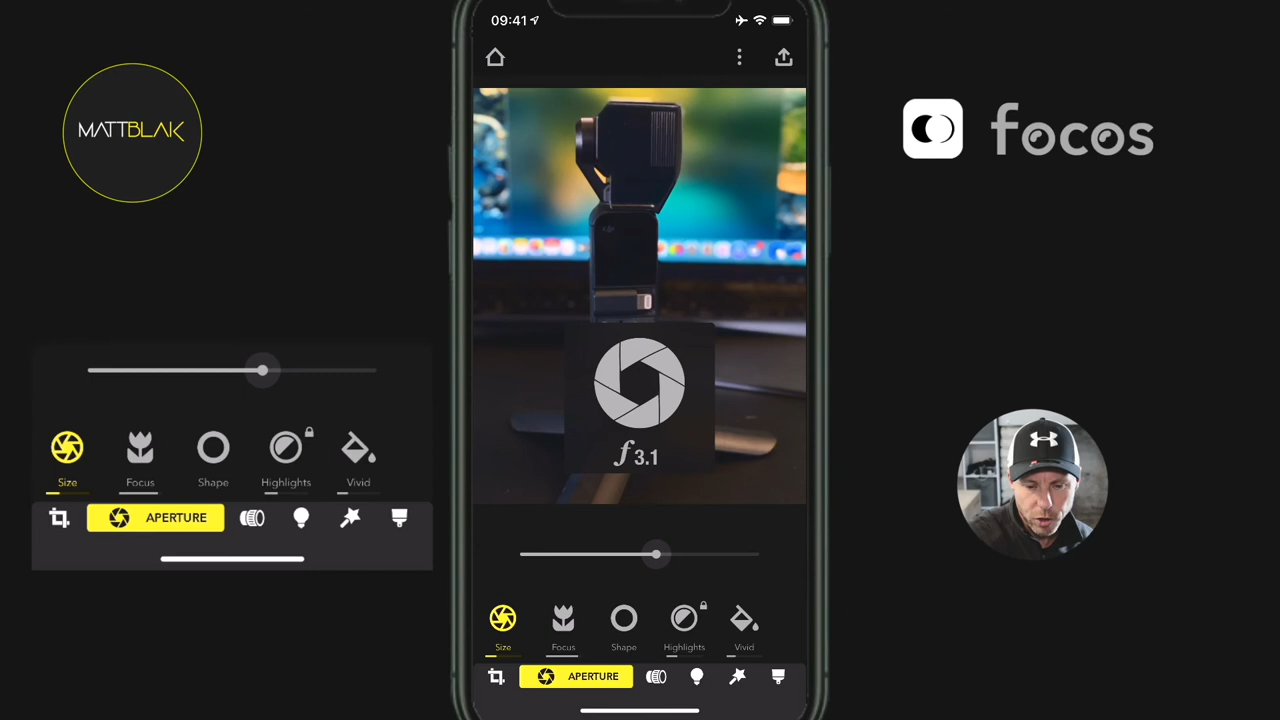 09:41
MATTBLAK
focos
f3.1
Size
Focus
Shape
Highlights
Vivid
APERTURE
Size
Focus
Shape
Highlights
Vivid
APERTURE